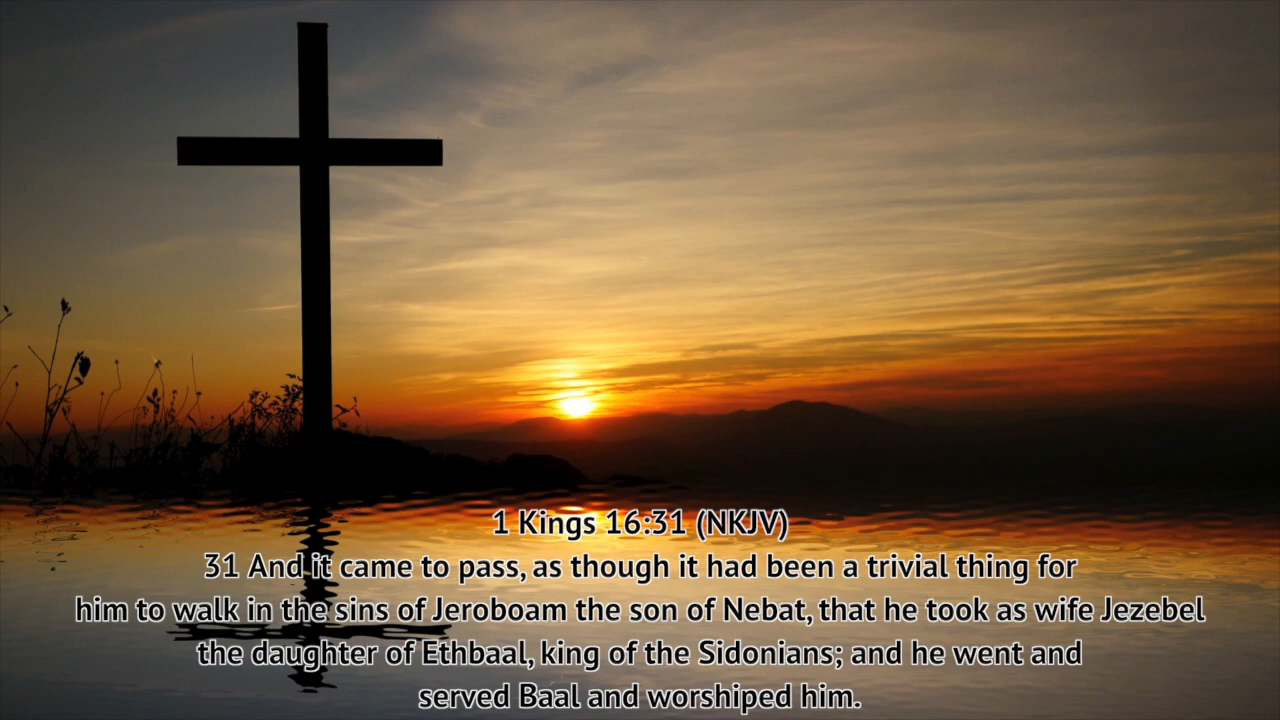 1 Kings 16:31 (NKJV)
31 And it came to pass, as though it had been a trivial thing for
him to walk in the sins of Jeroboam the son of Nebat, that he took as wife Jezebel
the daughter of Ethbaal, king of the Sidonians; and he went and
served Baal and worshiped him.